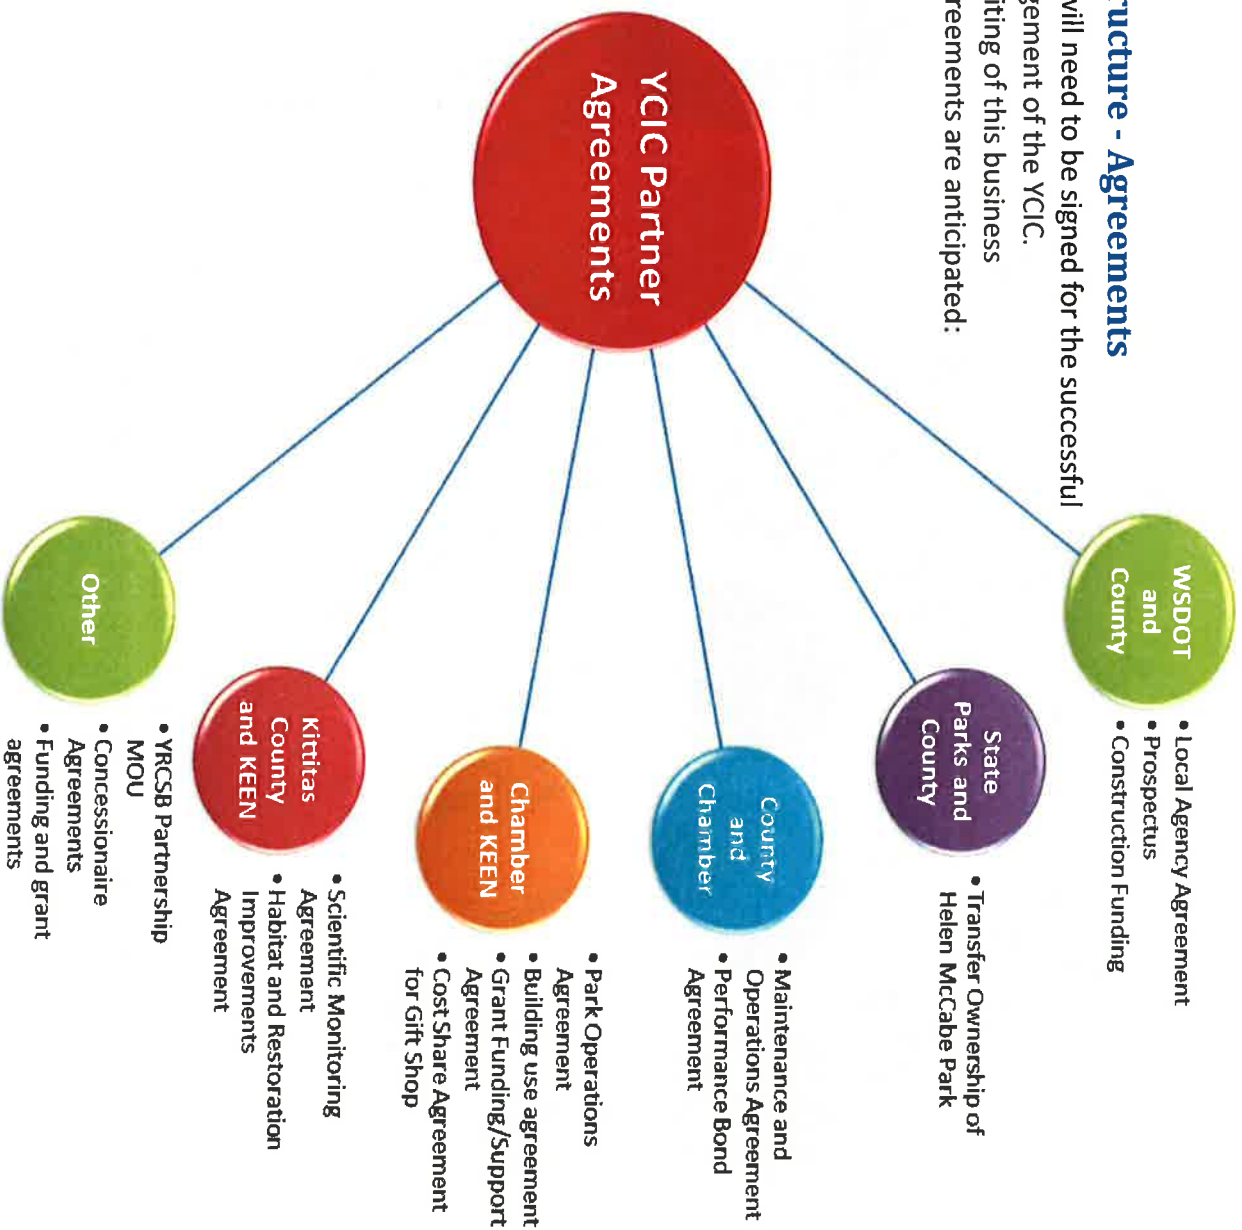 ructure - Agreements
will need to be signed for the successful
gement of the YCIC.
iting of this business
reements are anticipated:
YCIC Partner
Agreements
WSDOT
and
County
• Local Agency Agreement
• Prospectus
• Construction Funding
State
Parks and
County
• Transfer Ownership of
Helen McCabe Park
County
and
Chamber
• Maintenance and
Operations Agreement
• Performance Bond
Agreement
Chamber
and KEEN
• Park Operations
Agreement
• Building use agreement
• Grant Funding/Support
Agreement
• Cost Share Agreement
for Gift Shop
Kittitas
County
and KEEN
• Scientific Monitoring
Agreement
• Habitat and Restoration
Improvements
Agreement
Other
• YRCSB Partnership
MOU
• Concessionaire
Agreements
• Funding and grant
agreements